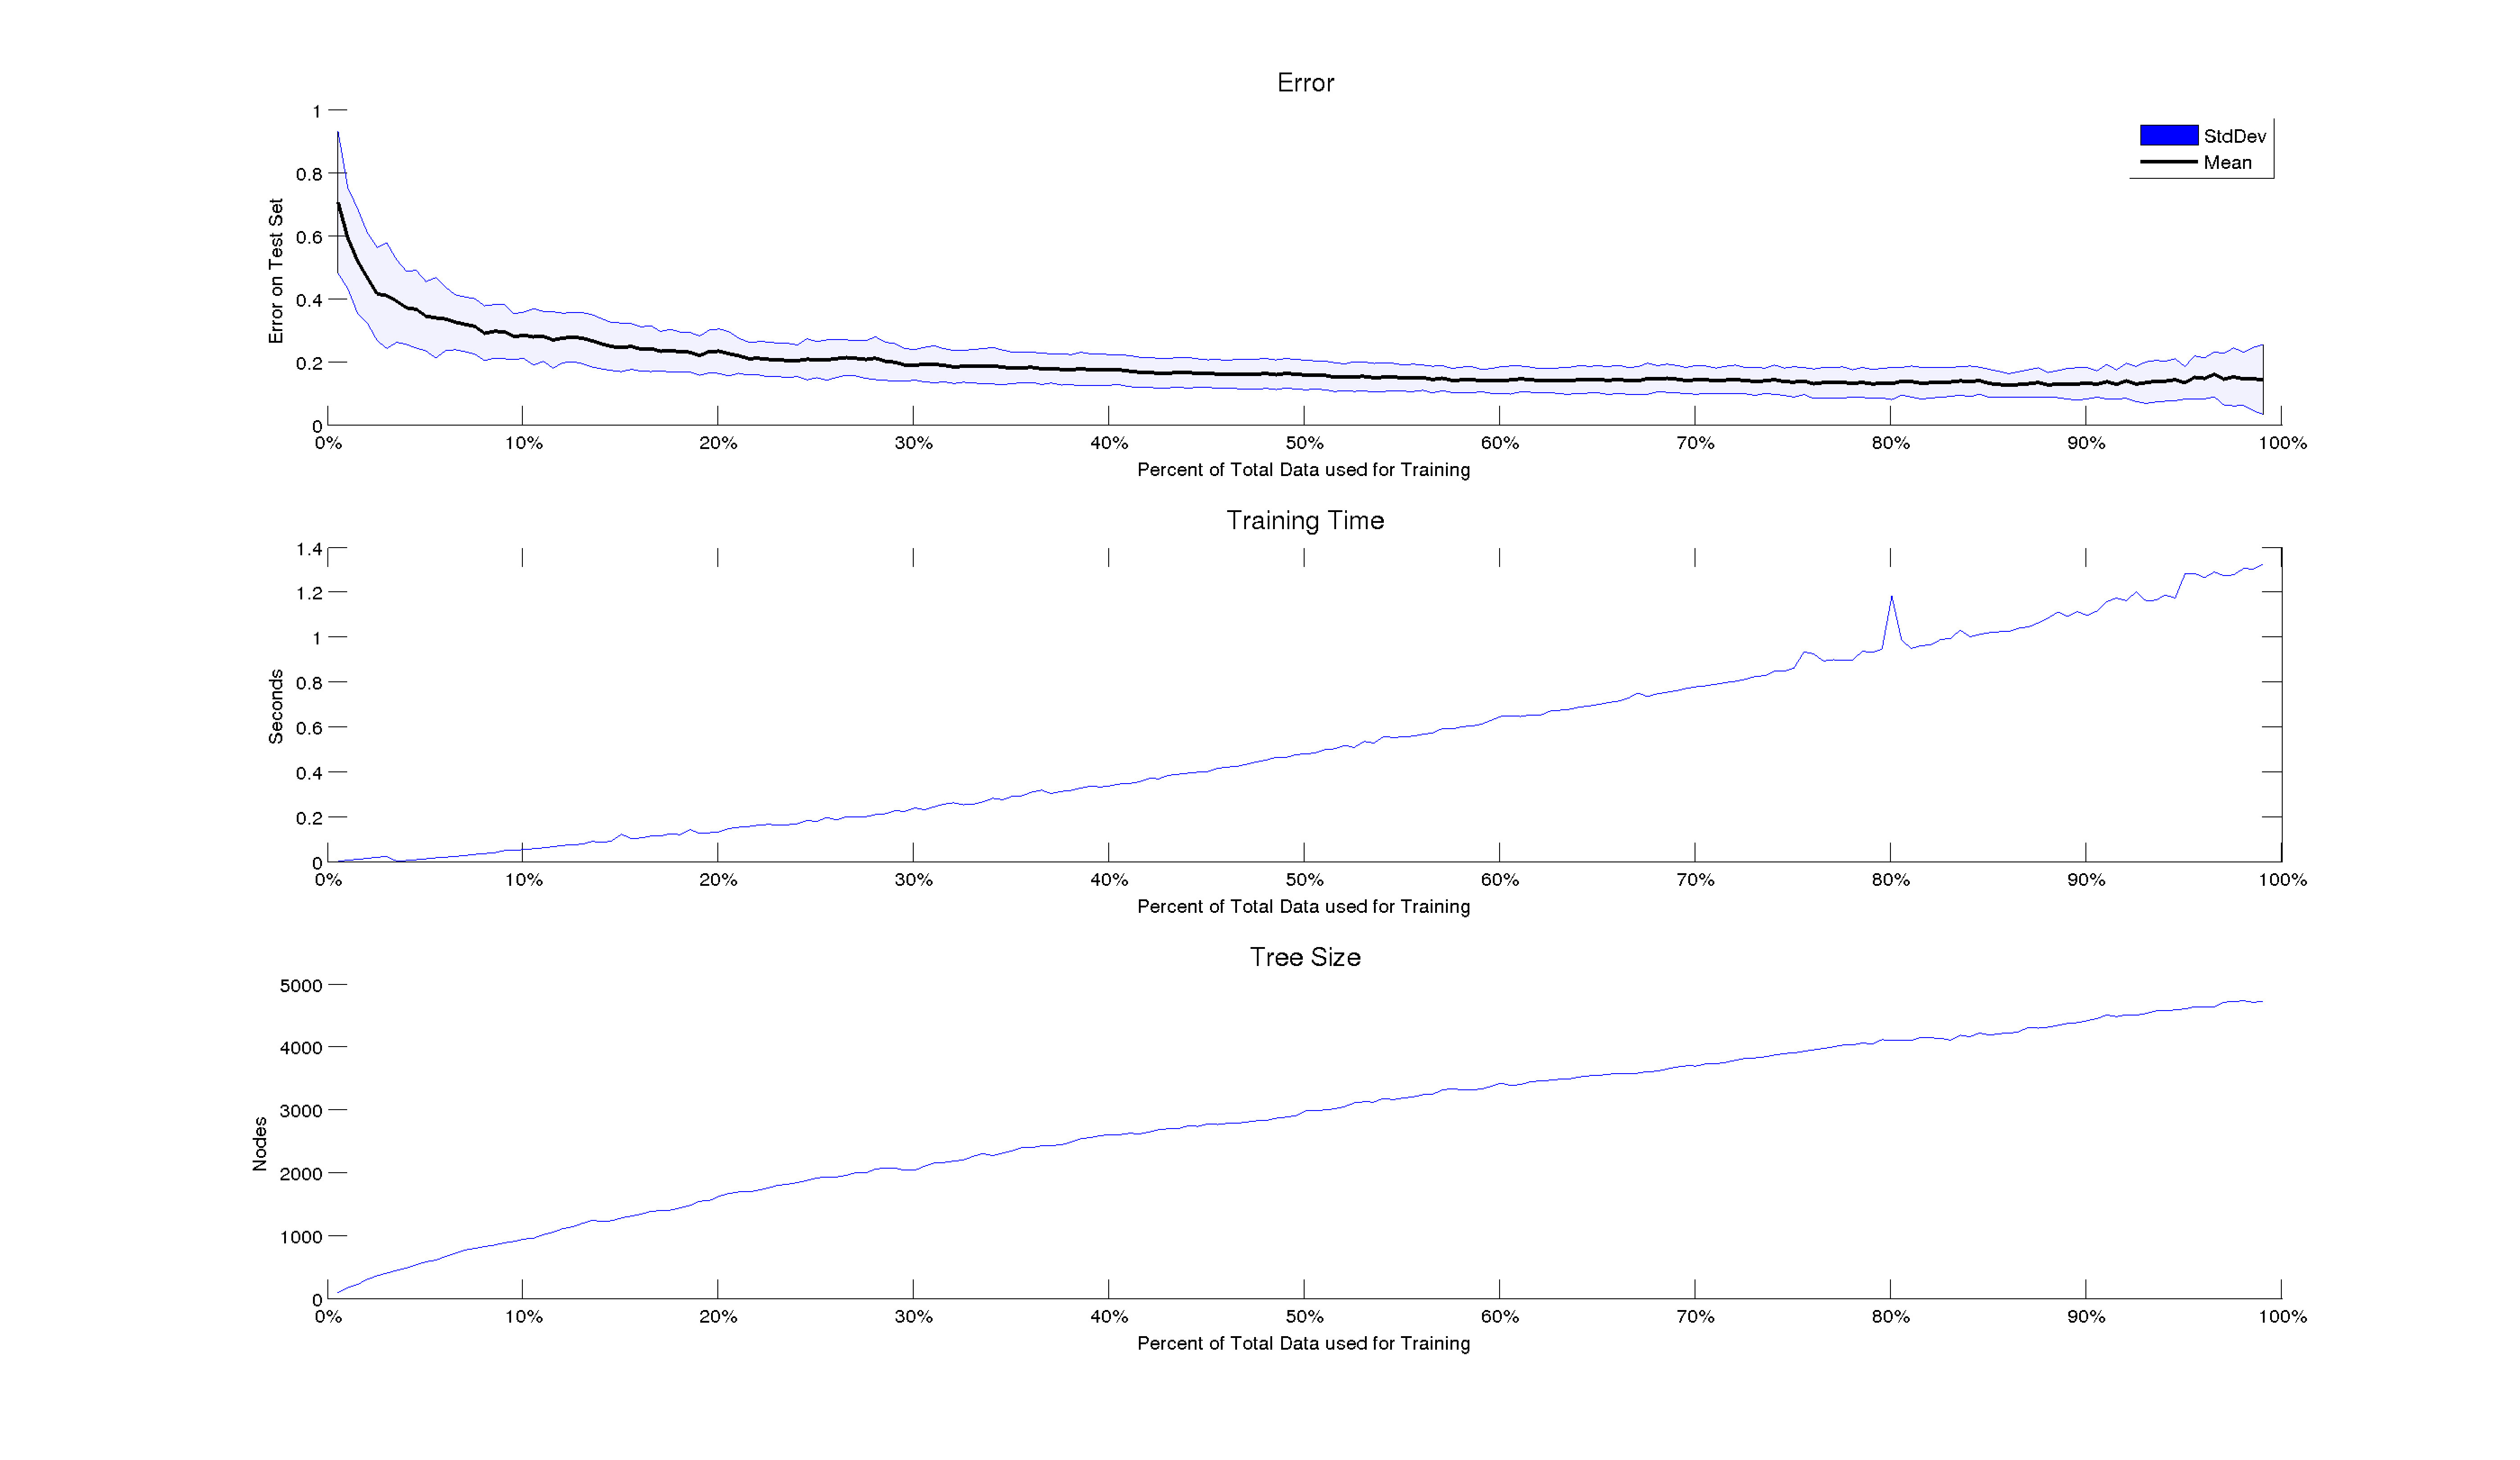 Error
1
0.8
0.6
0.4
0.2
0
Error on Test Set
StdDev
Mean
0% 10% 20% 30% 40% 50% 60% 70% 80% 90% 100%
Percent of Total Data used for Training
Training Time
1.4
1.2
1
0.8
0.6
0.4
0.2
0
Seconds
0% 10% 20% 30% 40% 50% 60% 70% 80% 90% 100%
Percent of Total Data used for Training
Tree Size
5000
4000
3000
2000
1000
0
Nodes
0% 10% 20% 30% 40% 50% 60% 70% 80% 90% 100%
Percent of Total Data used for Training